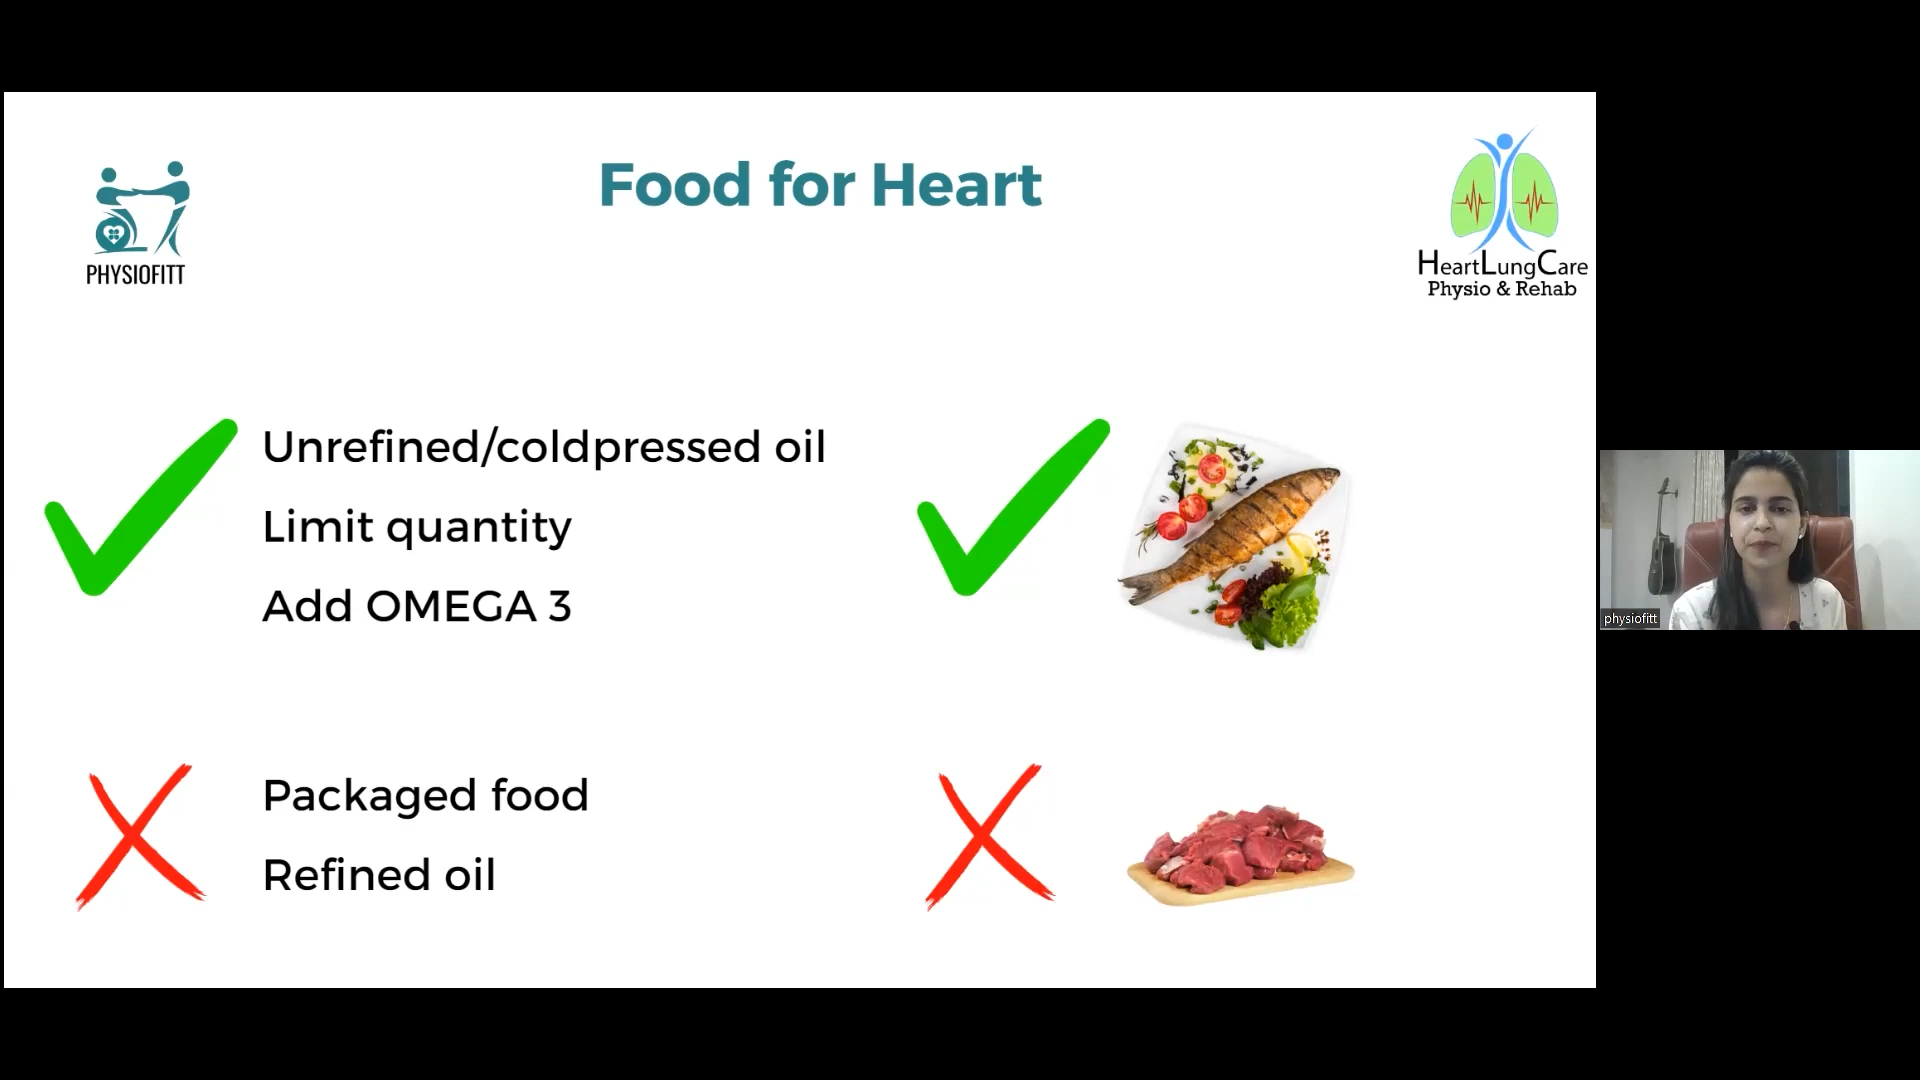 Food for Heart
PHYSIOFITT
HeartLungCare
Physio & Rehab
Unrefined/coldpressed oil
Limit quantity
Add OMEGA 3
Packaged food
Refined oil
physiofitt